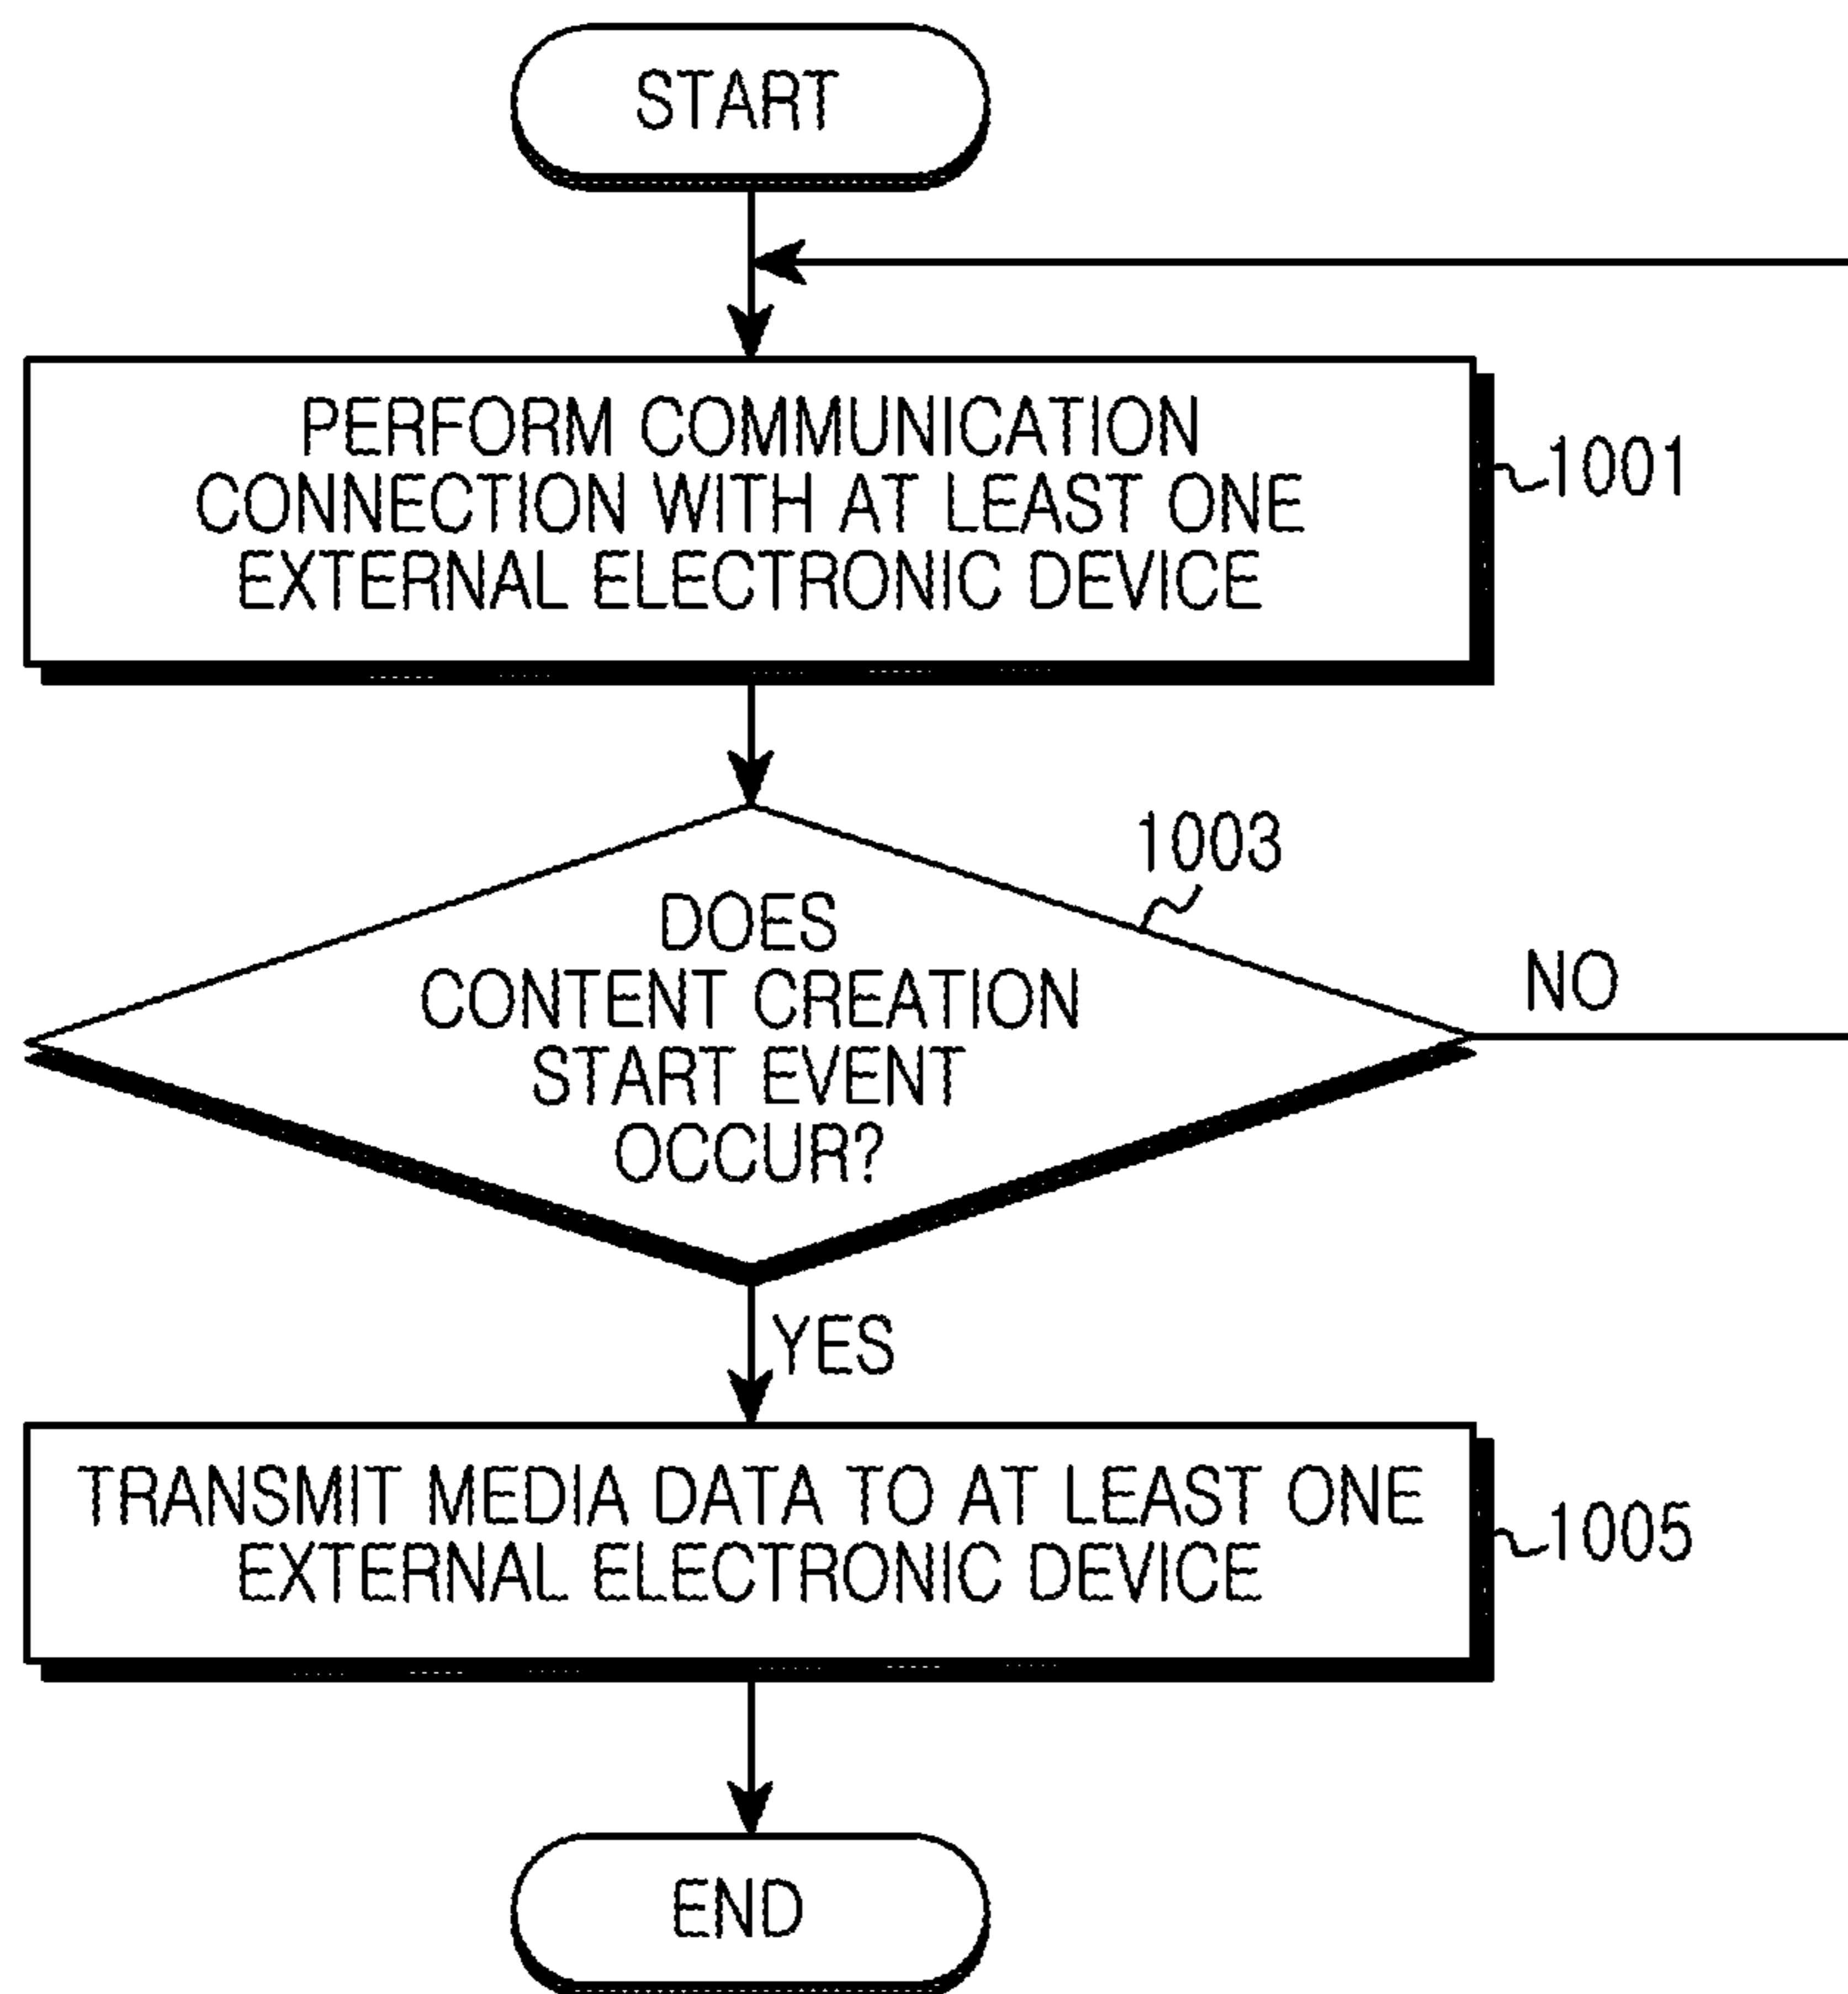 START
PERFORM COMMUNICATION
CONNECTION WITH AT LEAST ONE
EXTERNAL ELECTRONIC DEVICE
1001
1003
DOES
CONTENT CREATION
START EVENT
OCCUR?
NO
YES
TRANSMIT MEDIA DATA TO AT LEAST ONE
EXTERNAL ELECTRONIC DEVICE
1005
END